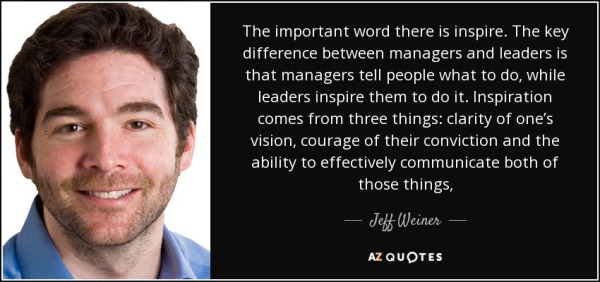 The important word there is inspire. The key
difference between managers and leaders is
that managers tell people what to do, while
leaders inspire them to do it. Inspiration
comes from three things: clarity of one's
vision, courage of their conviction and the
ability to effectively communicate both of
those things,
Jeff Weiner
AZ QUOTES